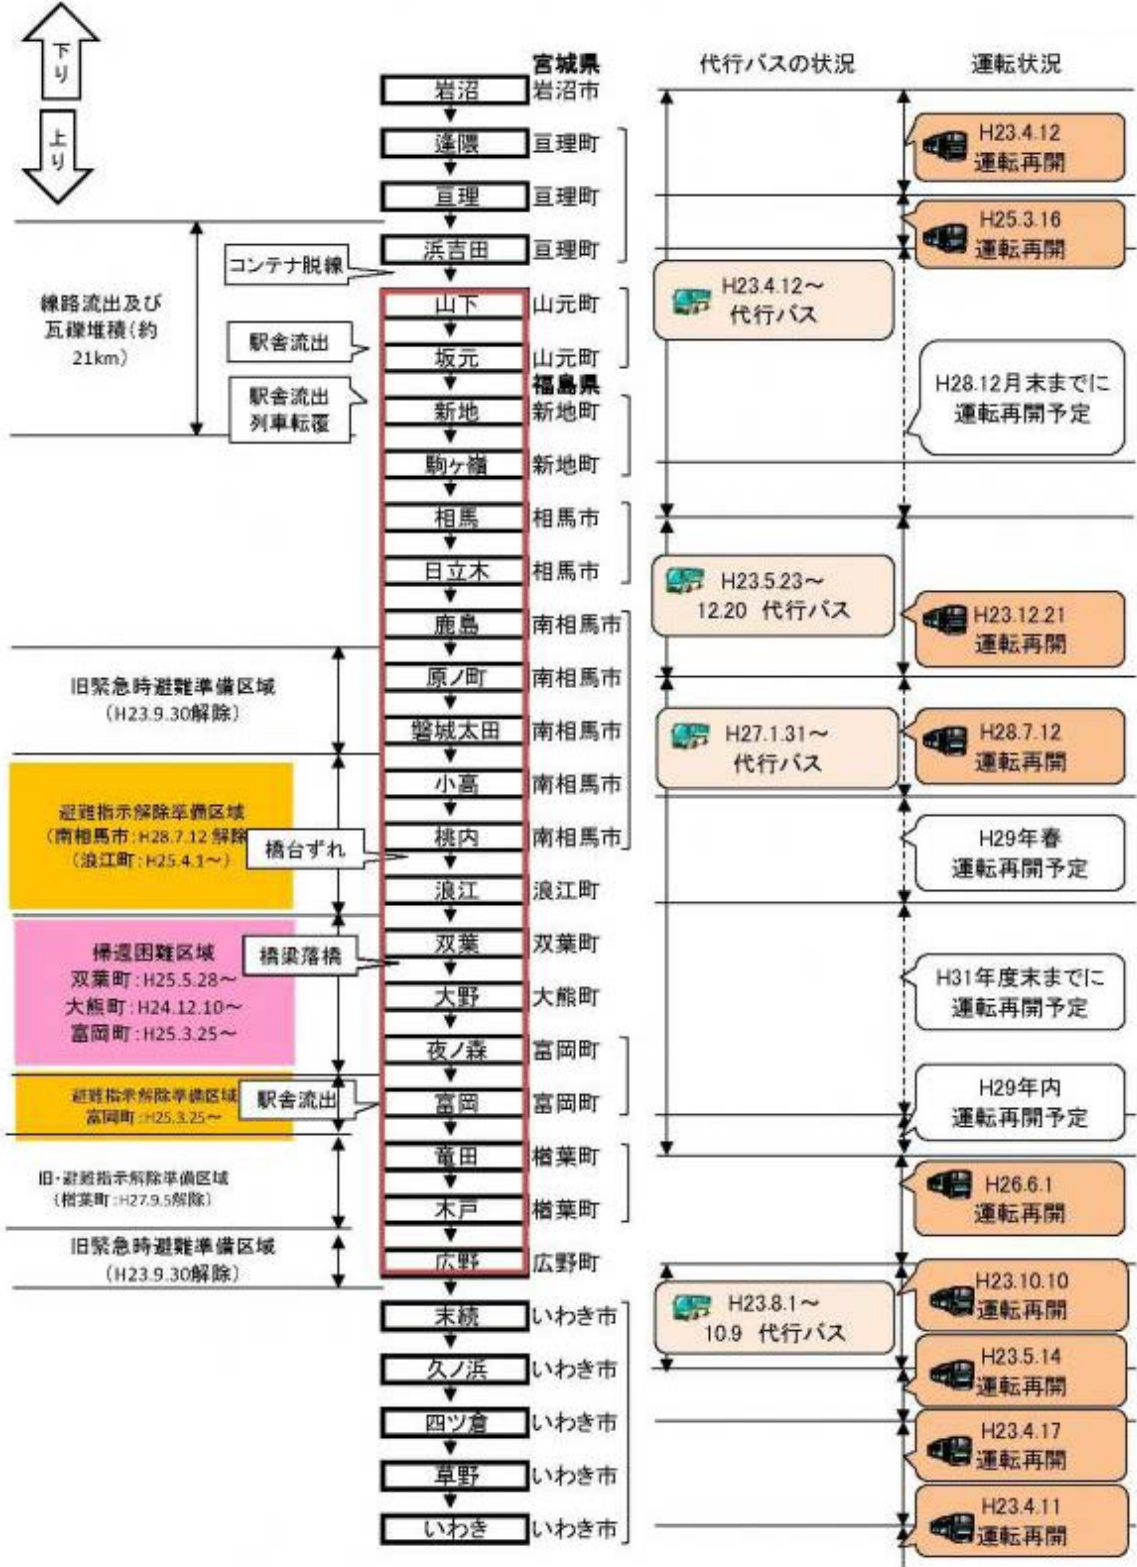 下り
上り
代行バスの状況
運転状況
宮城県
岩沼 岩沼市
逢隈 亘理町
亘理 亘理町
浜吉田 亘理町
山下 山元町
坂元 山元町
福島県
新地 新地町
駒ヶ嶺 新地町
相馬 相馬市
日立木 相馬市
鹿島 南相馬市
原ノ町 南相馬市
磐城太田 南相馬市
小高 南相馬市
桃内 南相馬市
浪江 浪江町
双葉 双葉町
大野 大熊町
夜ノ森 富岡町
富岡 富岡町
竜田 楢葉町
木戸 楢葉町
広野 広野町
末続 いわき市
久ノ浜 いわき市
四ツ倉 いわき市
草野 いわき市
いわき いわき市
線路流出及び
瓦礫堆積(約
21km)
コンテナ脱線
駅舎流出
駅舎流出
列車転覆
旧緊急時避難準備区域
(H23.9.30解除)
避難指示解除準備区域
(南相馬市:H28.7.12 解除
(浪江町:H25.4.1～)
橋台ずれ
帰還困難区域
双葉町:H25.5.28～
大熊町:H24.12.10～
富岡町:H25.3.25～
橋梁落橋
避難指示解除準備区域
富岡町:H25.3.25～
駅舎流出
旧・避難指示解除準備区域
(楢葉町:H27.9.5解除)
旧緊急時避難準備区域
(H23.9.30解除)
H23.4.12～
代行バス
H23.5.23～
12.20 代行バス
H27.1.31～
代行バス
H23.8.1～
10.9 代行バス
H23.4.12
運転再開
H25.3.16
運転再開
H28.12月末までに
運転再開予定
H23.12.21
運転再開
H28.7.12
運転再開
H29年春
運転再開予定
H31年度末までに
運転再開予定
H29年内
運転再開予定
H26.6.1
運転再開
H23.10.10
運転再開
H23.5.14
運転再開
H23.4.17
運転再開
H23.4.11
運転再開